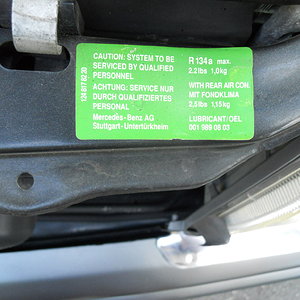 CAUTION: SYSTEM TO BE
SERVICED BY QUALIFIED
PERSONNEL
ACHTUNG: SERVICE NUR
DURCH QUALIFIZIERTES
PERSONAL
Mercedes-Benz AG
Stuttgart-Untertürkheim
R 134 a max.
2.2 lbs 1,0 kg
WITH REAR AIR CON.
MIT FONDKLIMA
2,5 lbs 1,15 kg
LUBRICANT/ÖEL
001 989 08 03